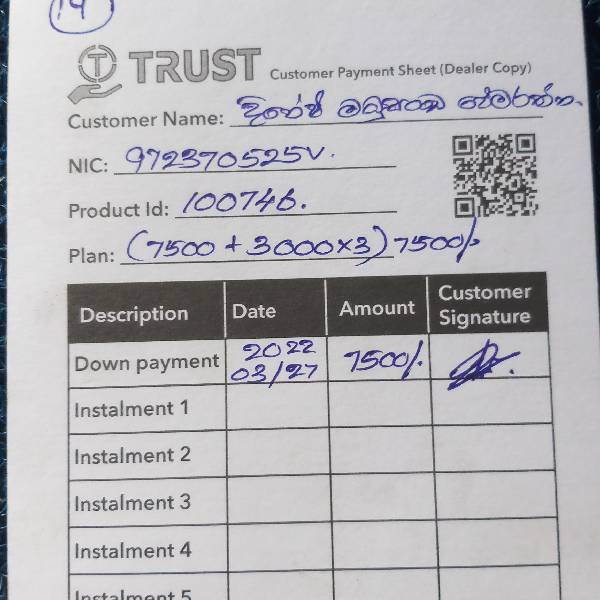 14
TRUST Customer Payment Sheet (Dealer Copy)
Customer Name: දිනේෂ් මධුසංඛ ප්‍රේමරත්න.
NIC: 972370525V.
Product Id: 100746.
Plan: (7500 + 3000x3) 7500/-
Description Date Amount Customer Signature
Down payment 2022 03/27 7500/-
Instalment 1
Instalment 2
Instalment 3
Instalment 4
Instalment 5